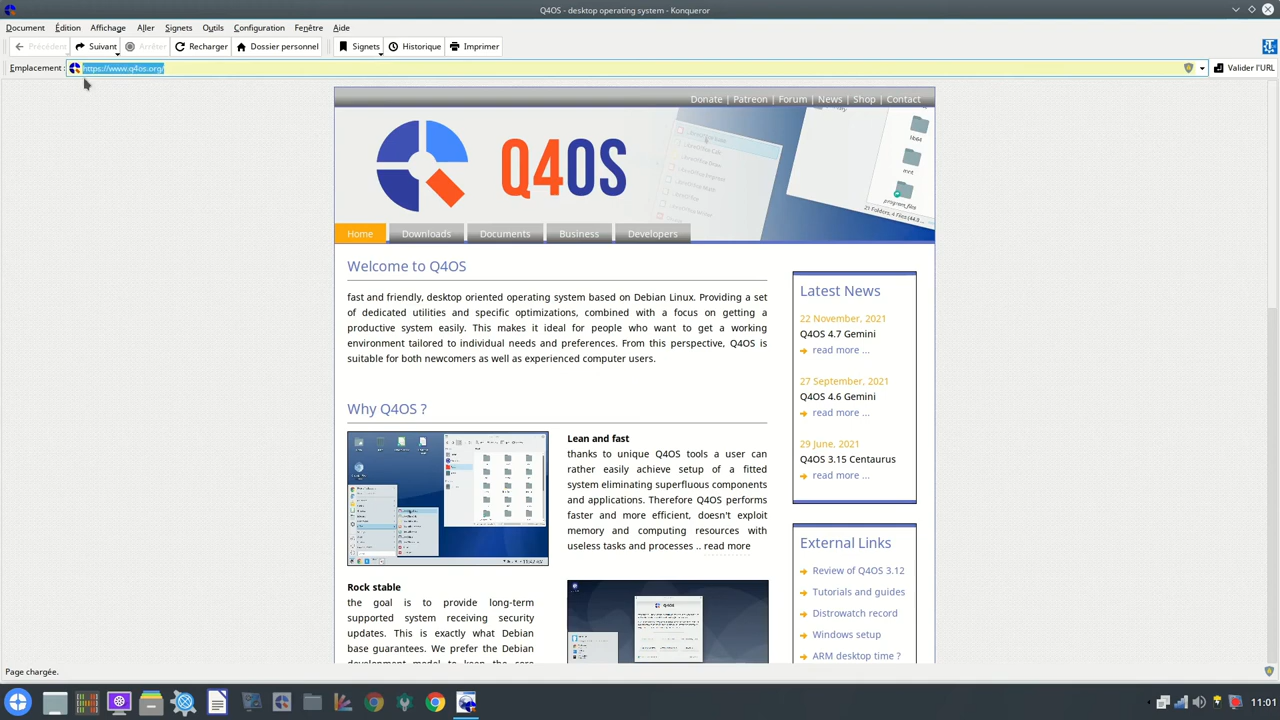 Q4OS - desktop operating system - Konqueror
Document Édition Affichage Aller Signets Outils Configuration Fenêtre Aide
Précédent Suivant Arrêter Recharger Dossier personnel Signets Historique Imprimer
Emplacement : https://www.q4os.org/ Valider l'URL
Donate | Patreon | Forum | News | Shop | Contact
Q4OS
Home Downloads Documents Business Developers
Welcome to Q4OS
fast and friendly, desktop oriented operating system based on Debian Linux. Providing a set
of dedicated utilities and specific optimizations, combined with a focus on getting a
productive system easily. This makes it ideal for people who want to get a working
environment tailored to individual needs and preferences. From this perspective, Q4OS is
suitable for both newcomers as well as experienced computer users.
Why Q4OS ?
Lean and fast
thanks to unique Q4OS tools a user can
rather easily achieve setup of a fitted
system eliminating superfluous components
and applications. Therefore Q4OS performs
faster and more efficient, doesn't exploit
memory and computing resources with
useless tasks and processes .. read more
Rock stable
the goal is to provide long-term
supported system receiving security
updates. This is exactly what Debian
base guarantees. We prefer the Debian
development model to keep the core
Latest News
22 November, 2021
Q4OS 4.7 Gemini
read more ...
27 September, 2021
Q4OS 4.6 Gemini
read more ...
29 June, 2021
Q4OS 3.15 Centaurus
read more ...
External Links
Review of Q4OS 3.12
Tutorials and guides
Distrowatch record
Windows setup
ARM desktop time ?
Page chargée.
11:01